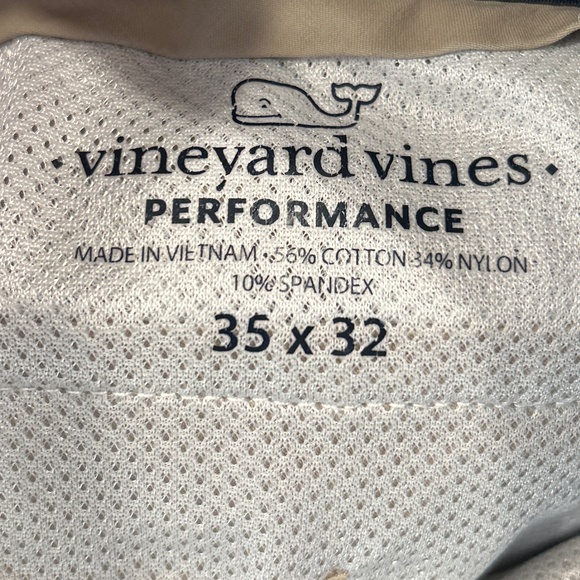 · vineyard vines ·
PERFORMANCE
MADE IN VIETNAM · 56% COTTON 34% NYLON
10% SPANDEX
35 x 32